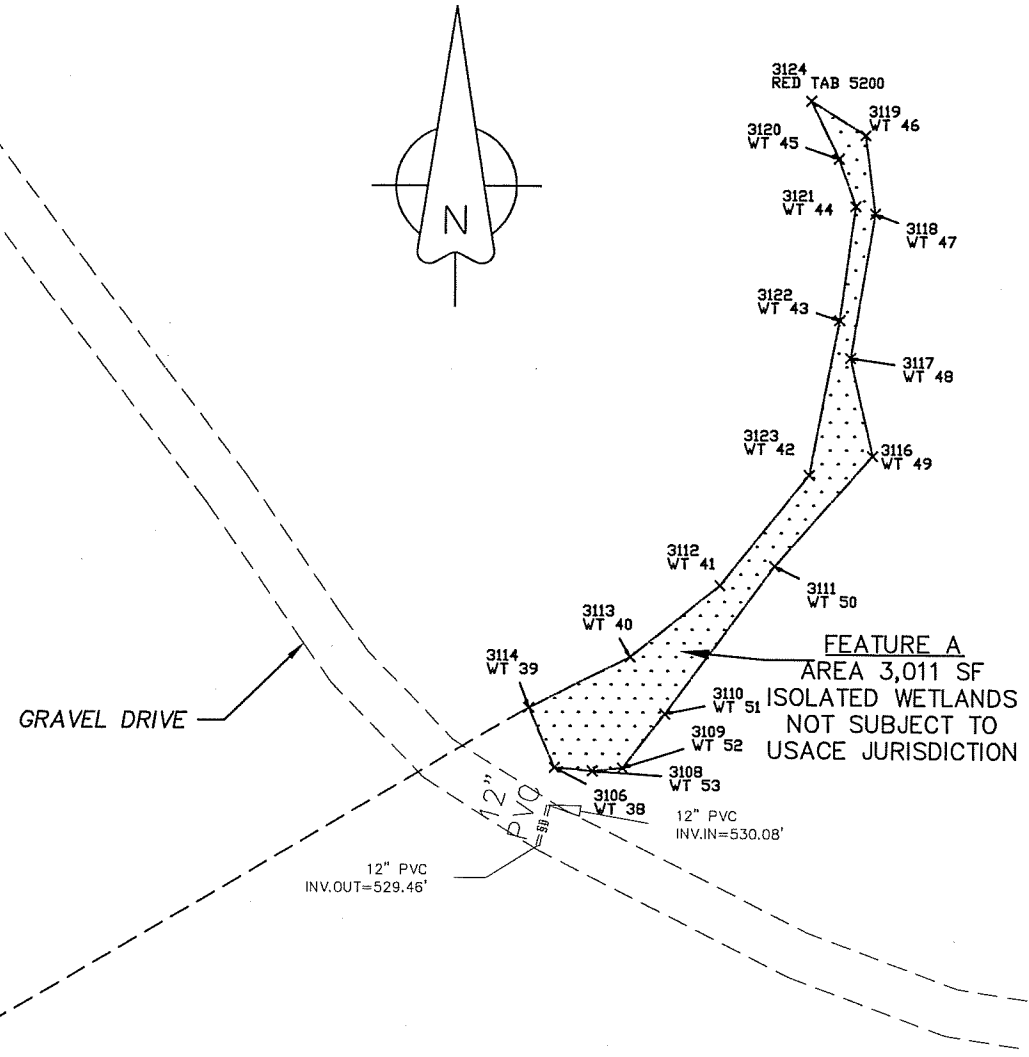 3124
RED TAB 5200
3119
WT 46
3120
WT 45
N
3121
WT 44
3118
WT 47
3122
WT 43
3117
WT 48
3123
WT 42
3116
WT 49
3112
WT 41
3111
WT 50
3113
WT 40
FEATURE A
AREA 3,011 SF
ISOLATED WETLANDS
NOT SUBJECT TO
USACE JURISDICTION
3114
WT 39
GRAVEL DRIVE
3110
WT 51
3109
WT 52
3108
WT 53
3106
WT 38
12"
PVC
12" PVC
INV.IN=530.08'
12" PVC
INV.OUT=529.46'